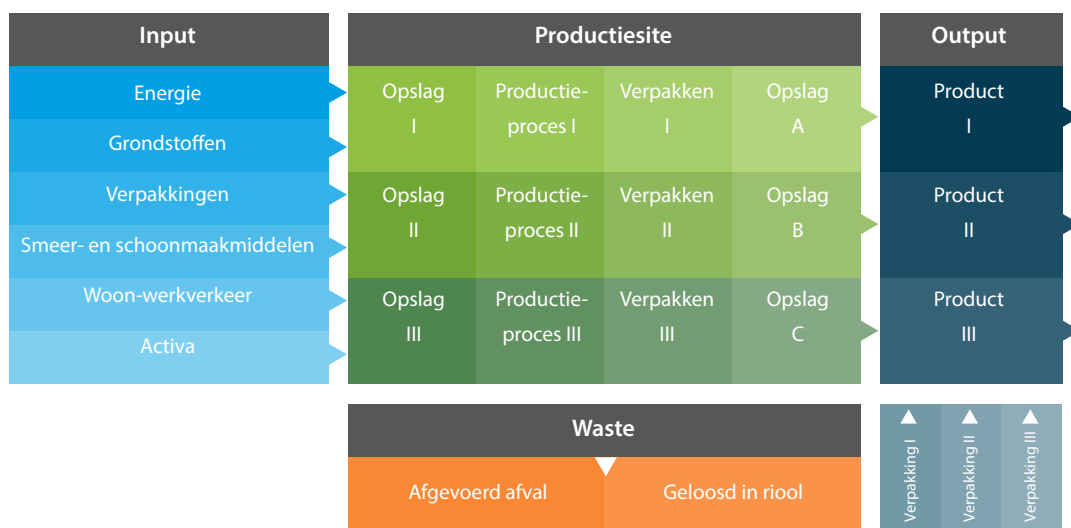 Input
Energie
Grondstoffen
Verpakkingen
Smeer- en schoonmaakmiddelen
Woon-werkverkeer
Activa
Productiesite
Opslag
I
Productie-
proces I
Verpakken
I
Opslag
A
Opslag
II
Productie-
proces II
Verpakken
II
Opslag
B
Opslag
III
Productie-
proces III
Verpakken
III
Opslag
C
Output
Product
I
Product
II
Product
III
Waste
Afgevoerd afval
Geloosd in riool
Verpakking I
Verpakking II
Verpakking III